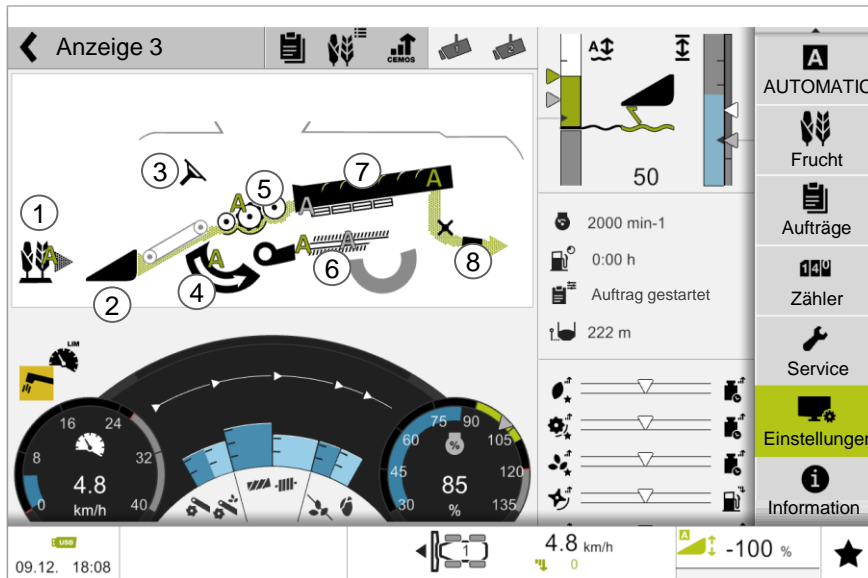 Anzeige 3
CEMOS
1
2
A
AUTOMATIC
Frucht
Aufträge
140
Zähler
Service
Einstellungen
Information
A
50
2000 min-1
0:00 h
Auftrag gestartet
222 m
1
2
3
4
5
6
7
8
A
A
A
A
A
A
A
LIM
0
8
16
24
32
40
4.8
km/h
30
45
60
75
90
105
120
135
%
85
%
USB
09.12. 18:08
1
4.8 km/h
0
A
-100 %